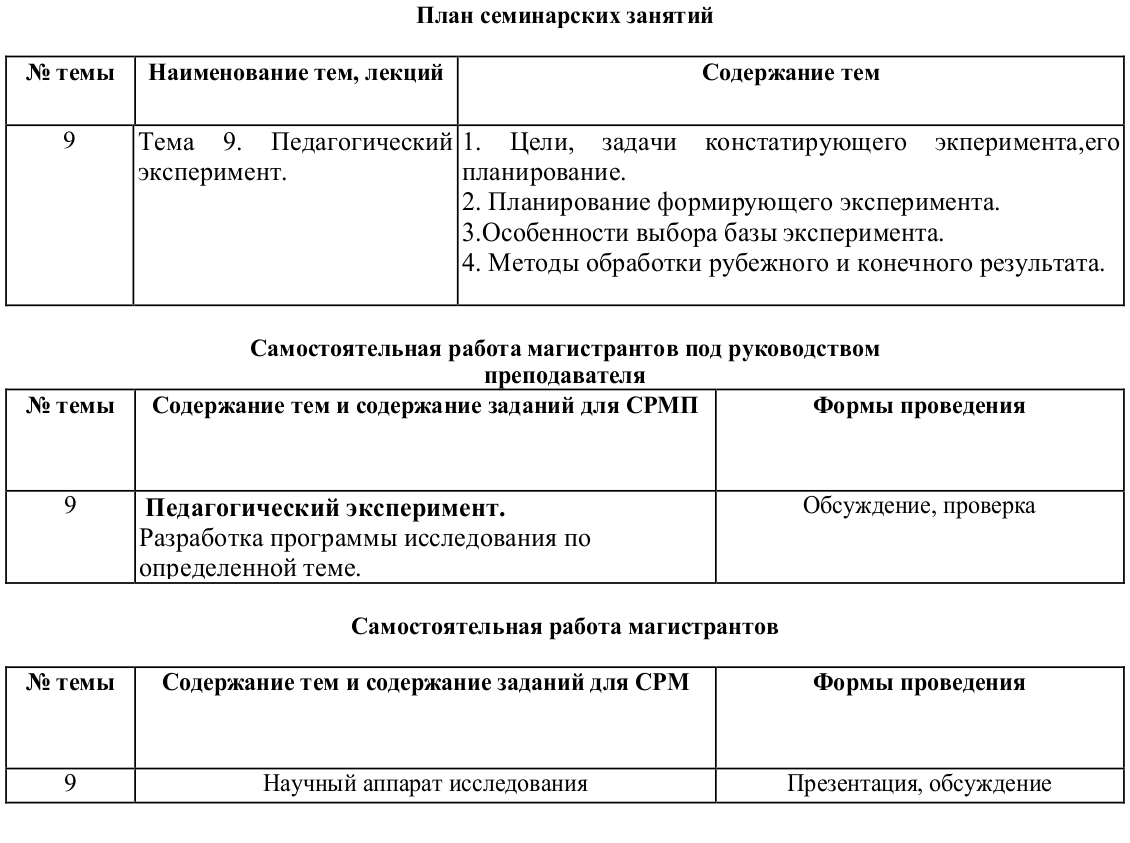 План семинарских занятий
№ темы Наименование тем, лекций Содержание тем
9 Тема 9. Педагогический 1. Цели, задачи констатирующего экперимента,его
эксперимент. планирование.
2. Планирование формирующего эксперимента.
3.Особенности выбора базы эксперимента.
4. Методы обработки рубежного и конечного результата.
Самостоятельная работа магистрантов под руководством
преподавателя
№ темы Содержание тем и содержание заданий для СРМП Формы проведения
9 Педагогический эксперимент. Обсуждение, проверка
Разработка программы исследования по
определенной теме.
Самостоятельная работа магистрантов
№ темы Содержание тем и содержание заданий для СРМ Формы проведения
9 Научный аппарат исследования Презентация, обсуждение